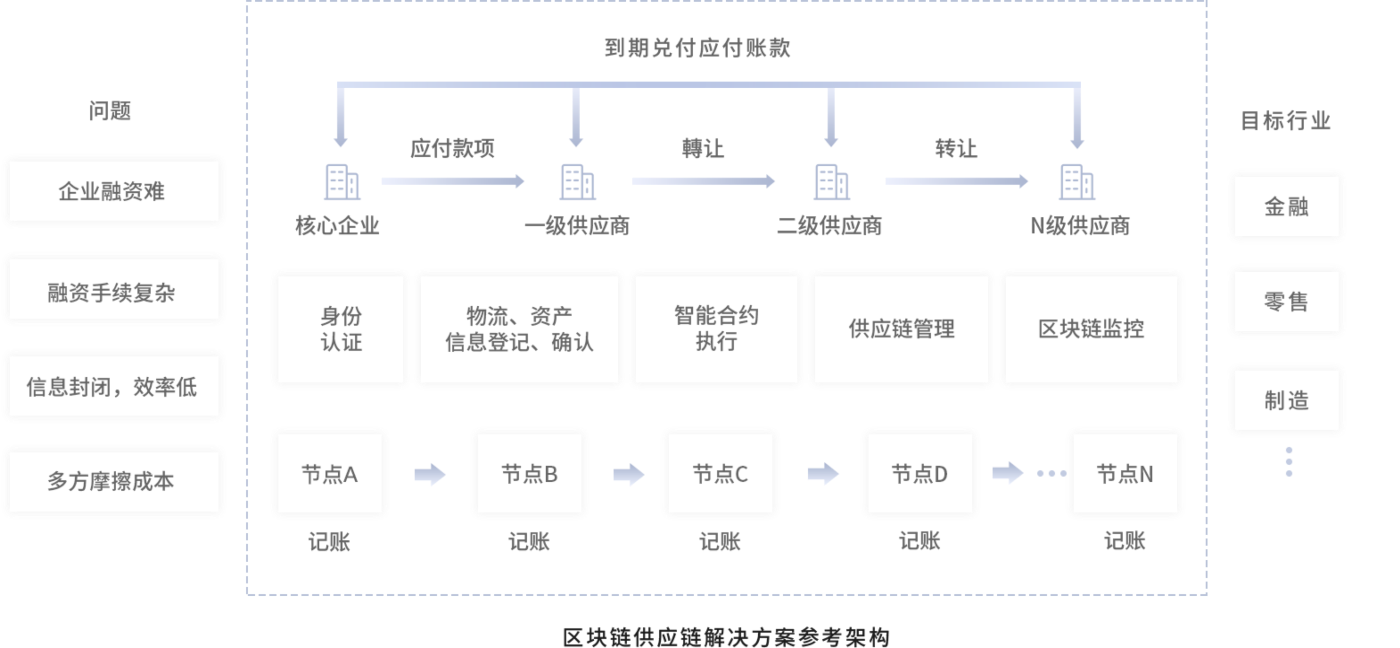 到期兑付应付账款
问题
企业融资难
融资手续复杂
信息封闭，效率低
多方摩擦成本
应付款项
轉让
转让
核心企业
一级供应商
二级供应商
N级供应商
身份
认证
物流、资产
信息登记、确认
智能合约
执行
供应链管理
区块链监控
节点A
节点B
节点C
节点D
节点N
记账
记账
记账
记账
记账
目标行业
金融
零售
制造
区块链供应链解决方案参考架构